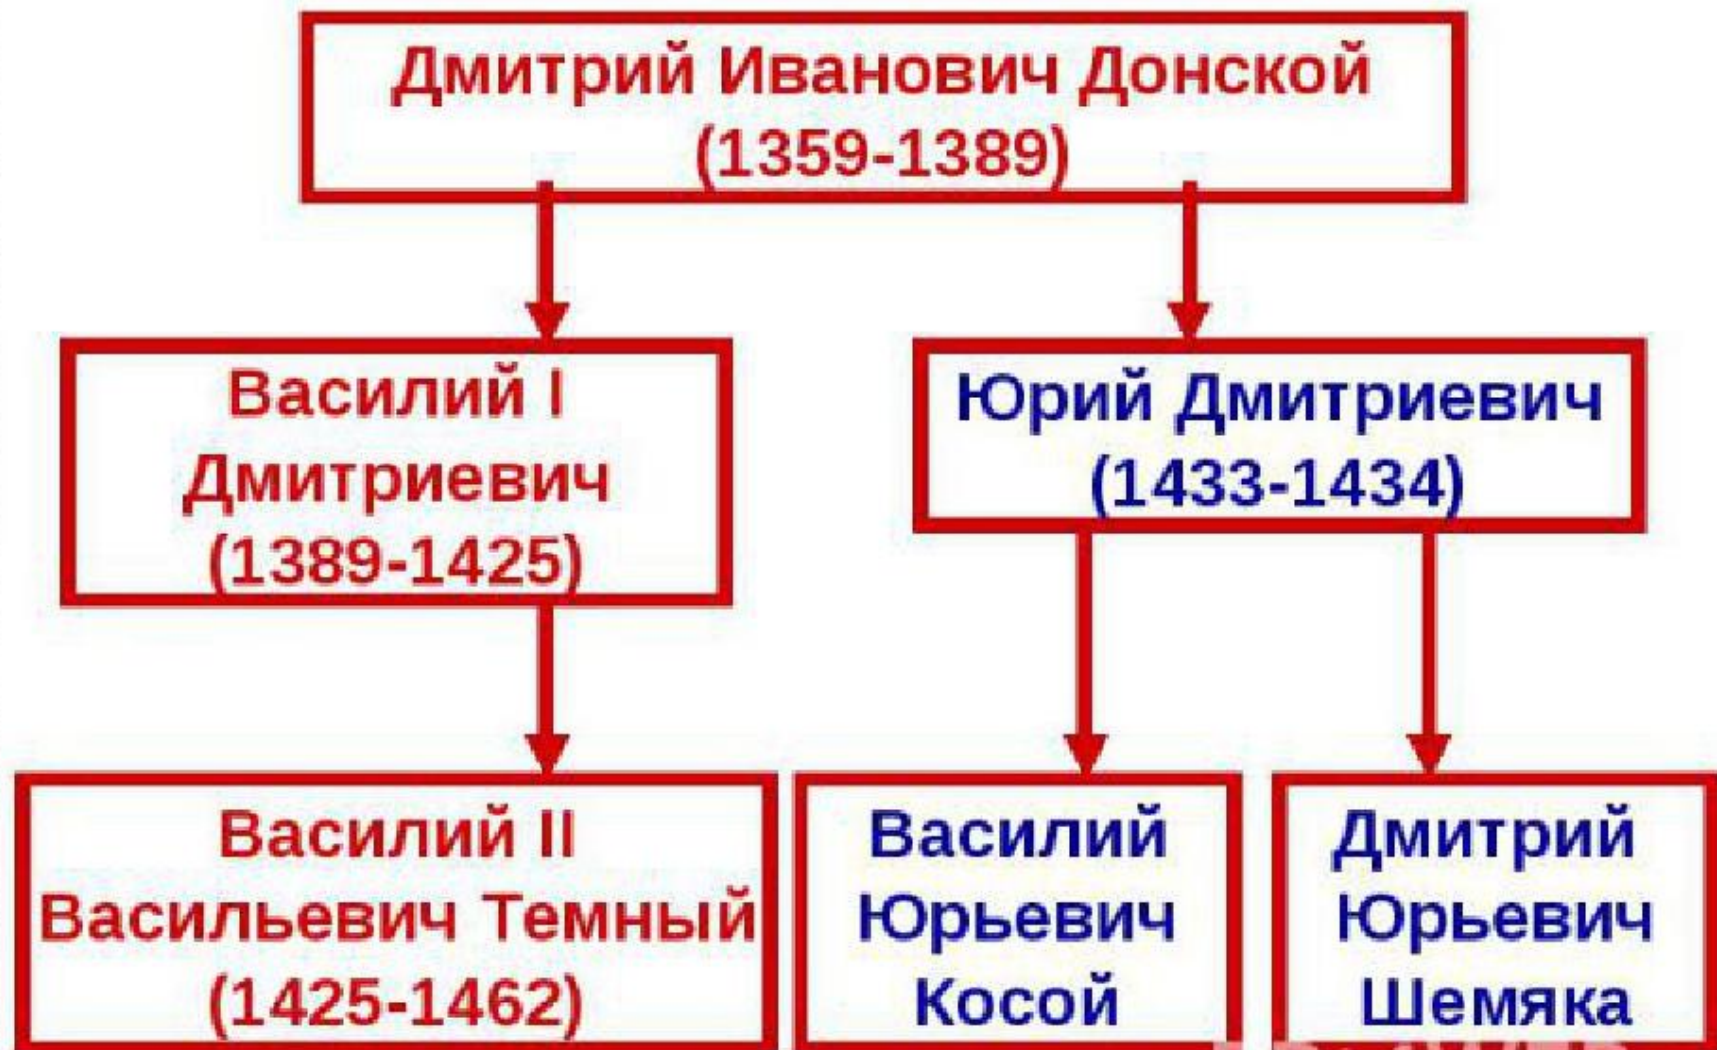 Дмитрий Иванович Донской
(1359-1389)
Василий I
Дмитриевич
(1389-1425)
Юрий Дмитриевич
(1433-1434)
Василий II
Васильевич Темный
(1425-1462)
Василий
Юрьевич
Косой
Дмитрий
Юрьевич
Шемяка